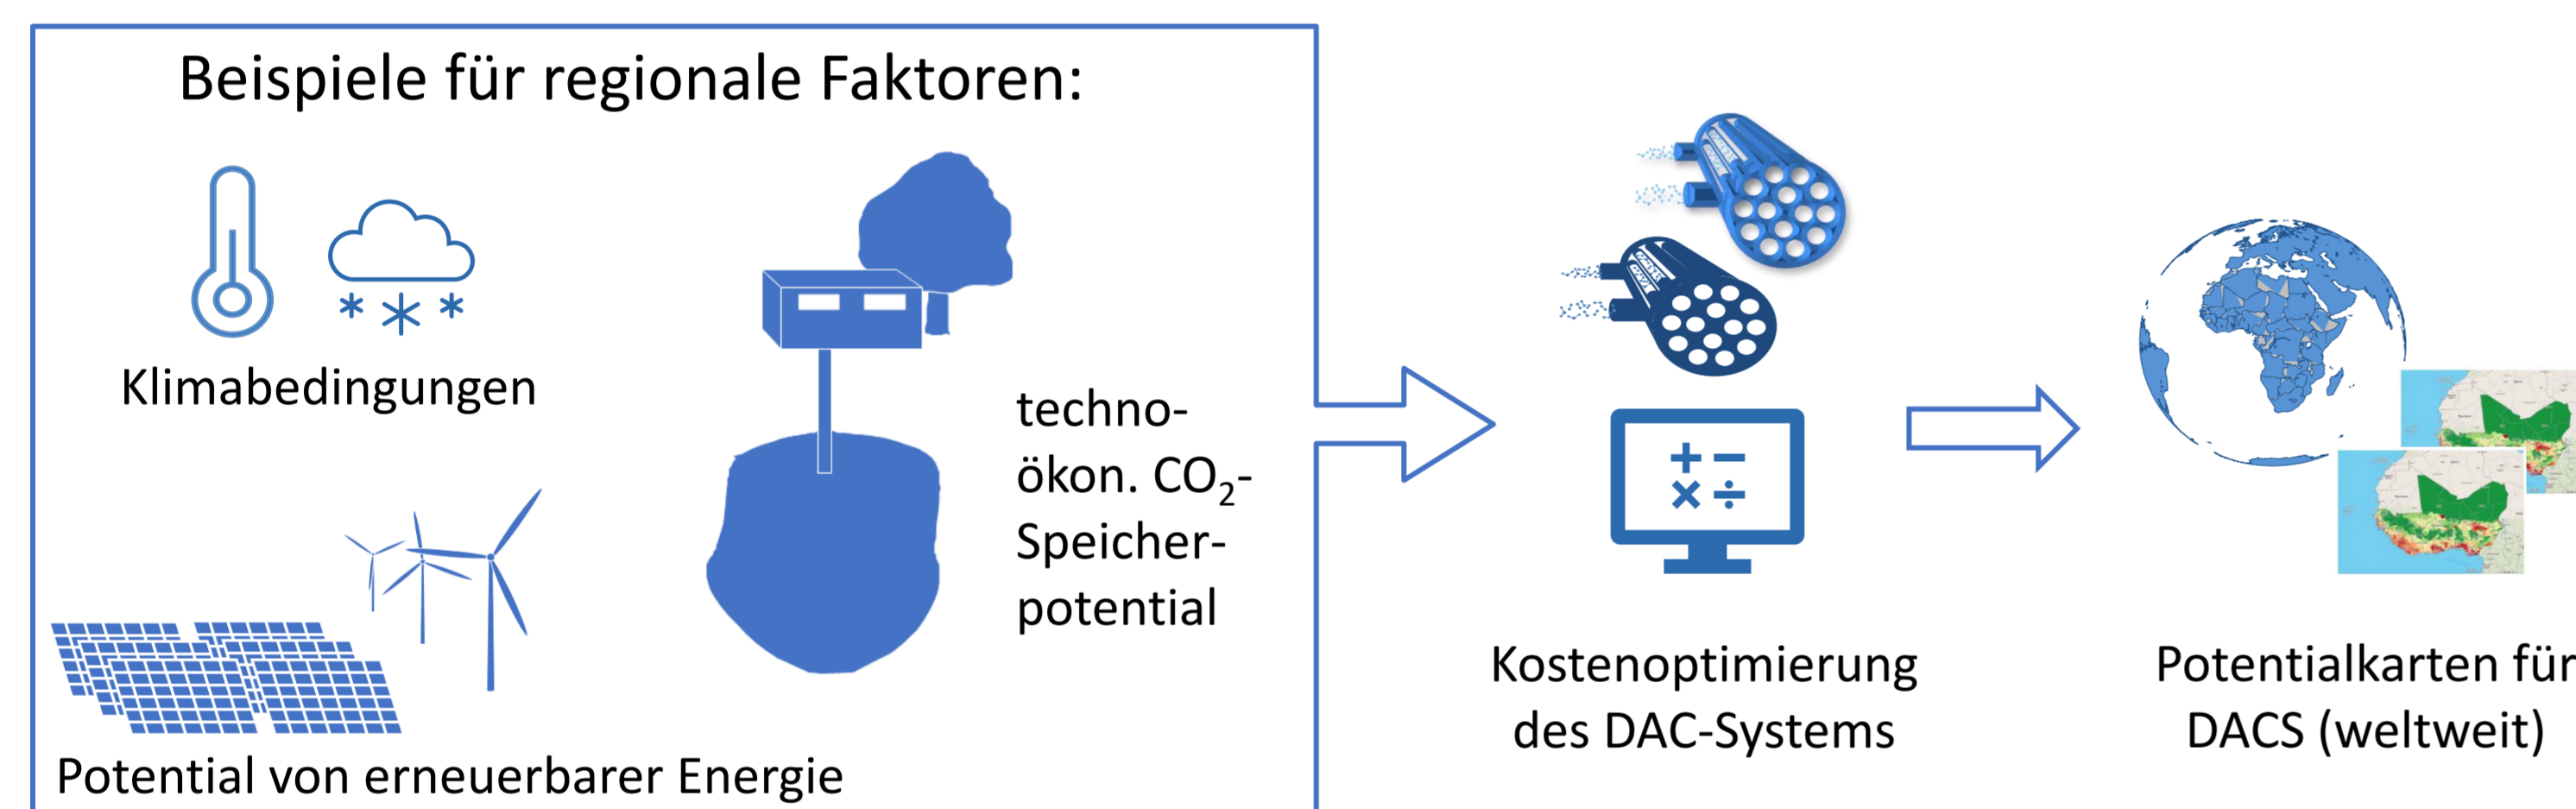 Beispiele für regionale Faktoren:
Klimabedingungen
techno-
ökon. CO₂-
Speicher-
potential
Potential von erneuerbarer Energie
Kostenoptimierung
des DAC-Systems
Potentialkarten für
DACS (weltweit)